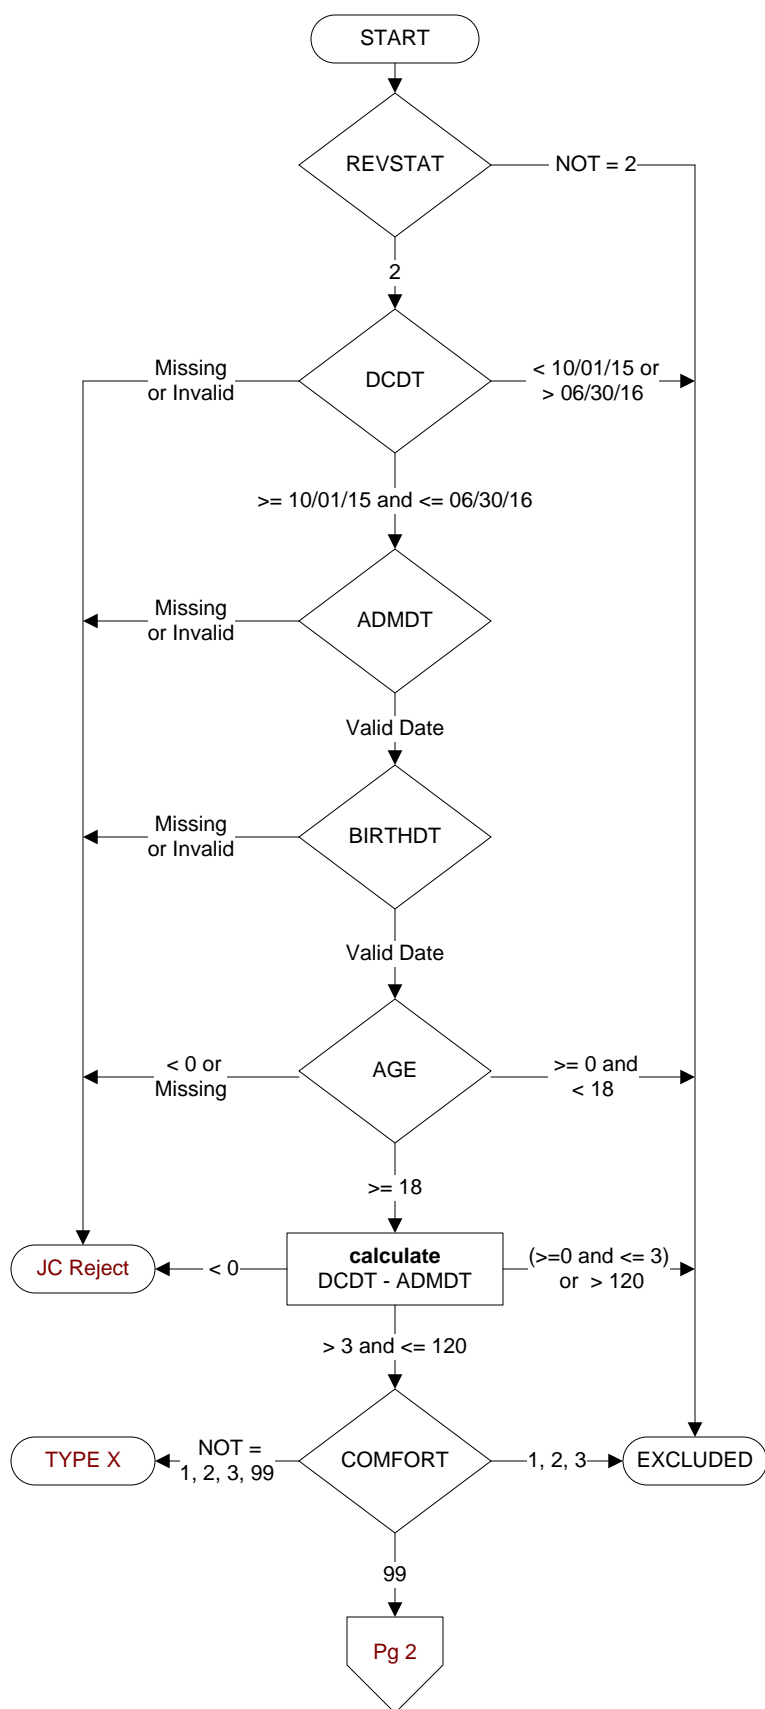 START
REVSTAT
NOT = 2
2
Missing
or Invalid
DCDT
< 10/01/15 or
> 06/30/16
>= 10/01/15 and <= 06/30/16
Missing
or Invalid
ADMDT
Valid Date
Missing
or Invalid
BIRTHDT
Valid Date
< 0 or
Missing
AGE
>= 0 and
< 18
>= 18
JC Reject
< 0
calculate
DCDT - ADMDT
(>=0 and <= 3)
or  > 120
> 3 and <= 120
TYPE X
NOT =
1, 2, 3, 99
COMFORT
1, 2, 3
EXCLUDED
99
Pg 2